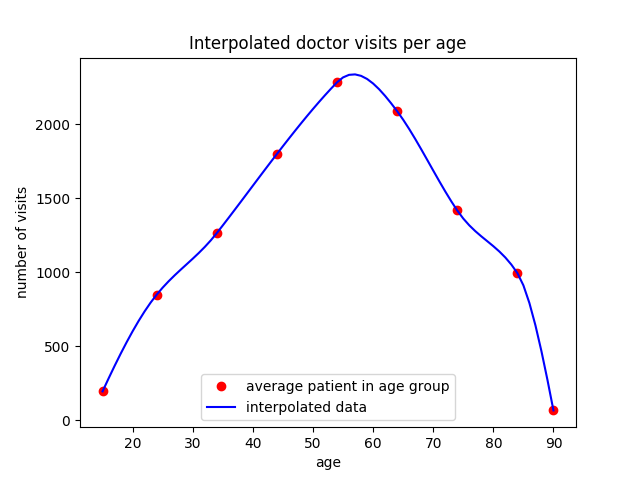 Interpolated doctor visits per age
number of visits
2000
1500
1000
500
0
average patient in age group
interpolated data
20 30 40 50 60 70 80 90
age